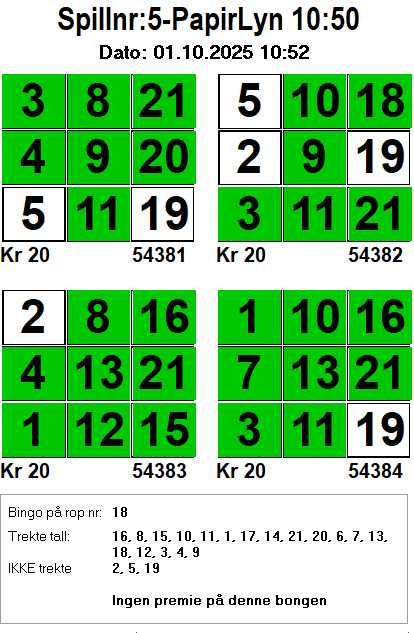 Spillnr:5-PapirLyn 10:50
Dato: 01.10.2025 10:52
3 8 21
4 9 20
5 11 19
Kr 20 54381
5 10 18
2 9 19
3 11 21
Kr 20 54382
2 8 16
4 13 21
1 12 15
Kr 20 54383
1 10 16
7 13 21
3 11 19
Kr 20 54384
Bingo på rop nr: 18
Trekte tall: 16, 8, 15, 10, 11, 1, 17, 14, 21, 20, 6, 7, 13,
18, 12, 3, 4, 9
IKKE trekte 2, 5, 19
Ingen premie på denne bongen